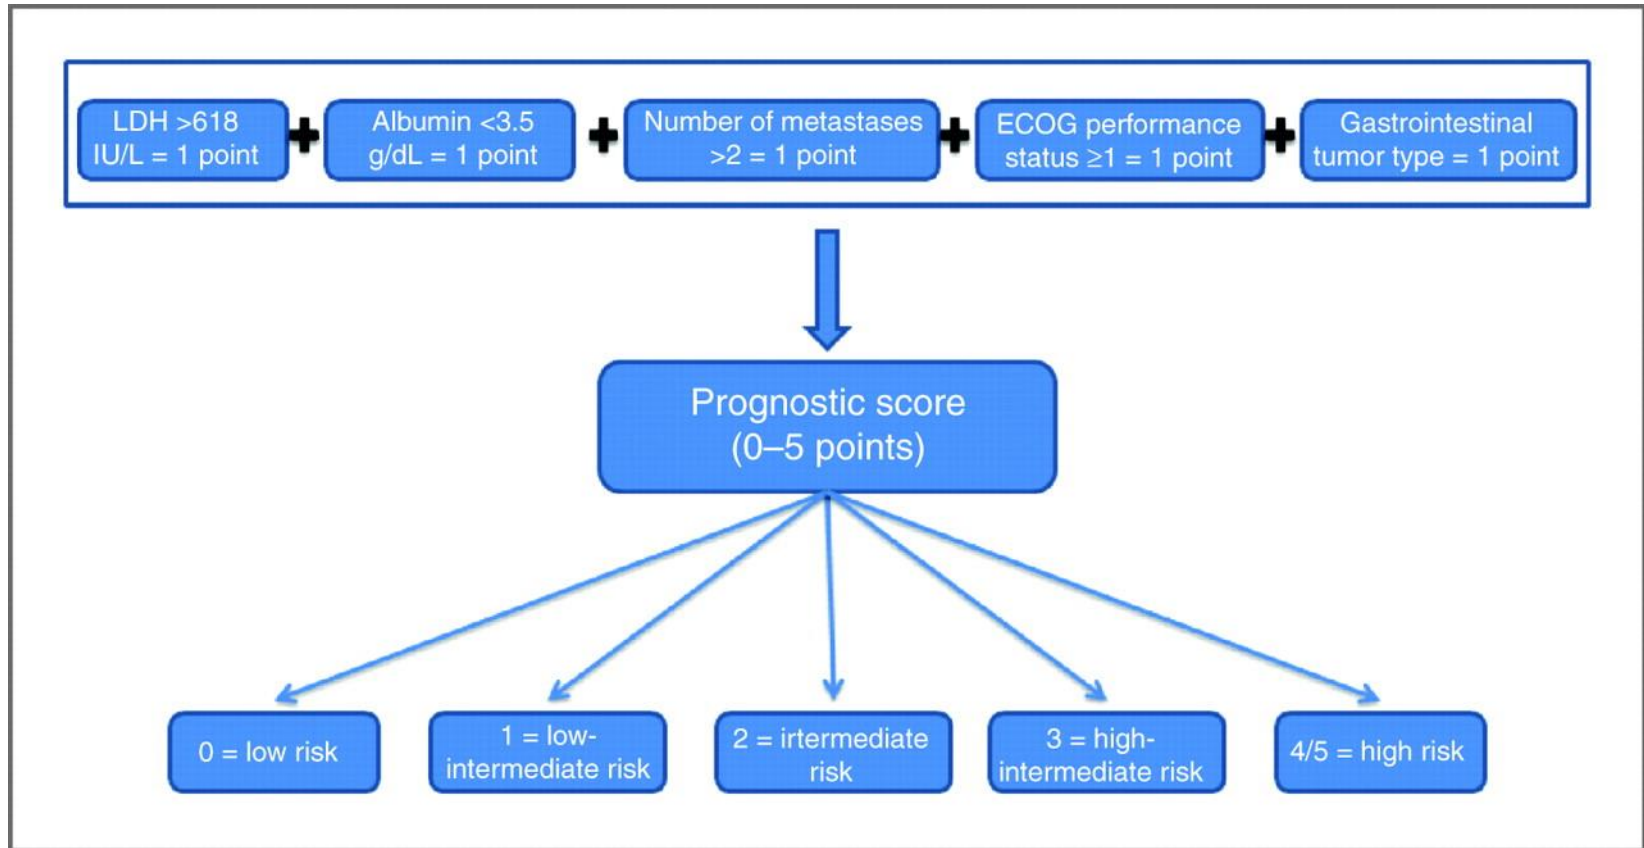 LDH >618
IU/L = 1 point
Albumin <3.5
g/dL = 1 point
Number of metastases
>2 = 1 point
ECOG performance
status ≥1 = 1 point
Gastrointestinal
tumor type = 1 point
Prognostic score
(0–5 points)
0 = low risk
1 = low-
intermediate risk
2 = irtermediate
risk
3 = high-
intermediate risk
4/5 = high risk